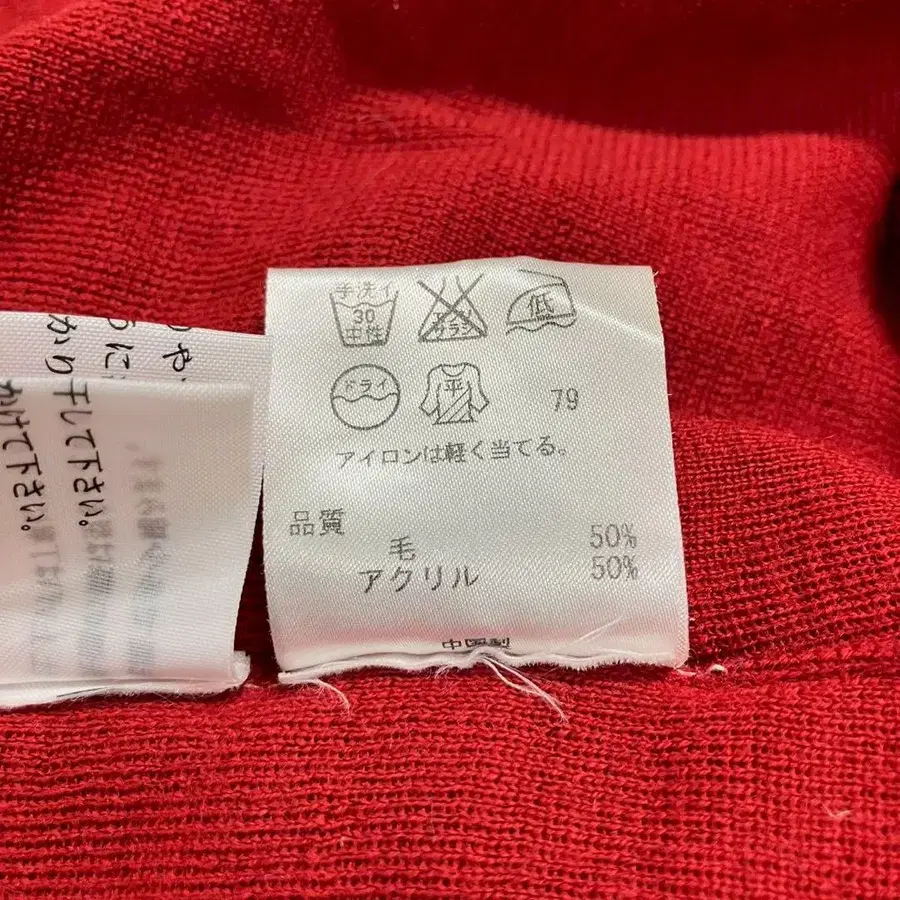 手洗イ
30
中性
エンソ
サラシ
低
ドライ
平
79
アイロンは軽く当てる。
品質
毛 50%
アクリル 50%
中国製
かり干して下さい。
かけて下さい。